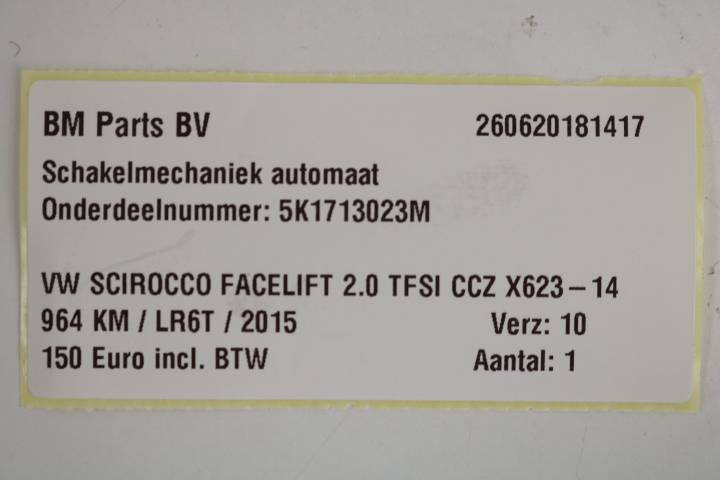 BM Parts BV 260620181417
Schakelmechaniek automaat
Onderdeelnummer: 5K1713023M
VW SCIROCCO FACELIFT 2.0 TFSI CCZ X623-14
964 KM / LR6T / 2015 Verz: 10
150 Euro incl. BTW Aantal: 1